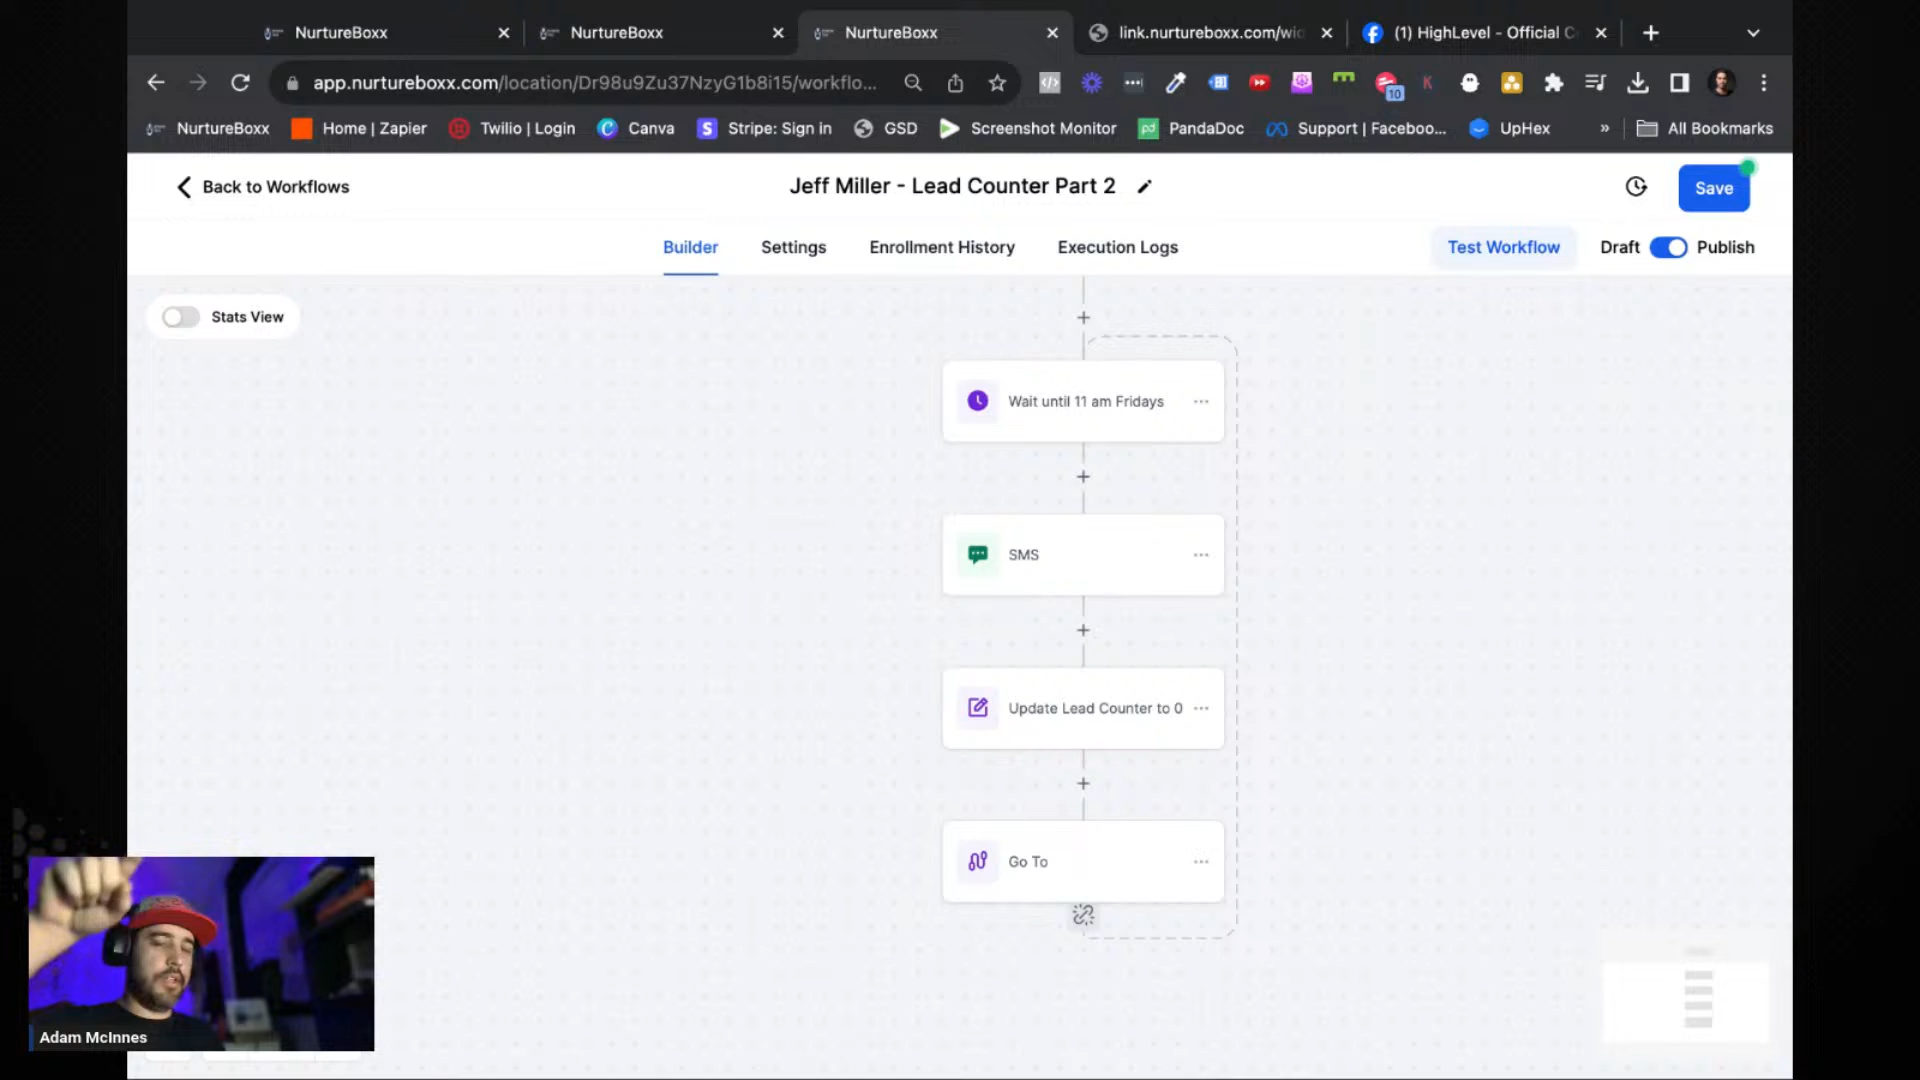 NurtureBoxx
NurtureBoxx
NurtureBoxx
link.nurtureboxx.com/wid
(1) HighLevel - Official C
app.nurtureboxx.com/location/Dr98u9Zu37NzyG1b8i15/workflo...
10
K
NurtureBoxx
Home | Zapier
Twilio | Login
Canva
S
Stripe: Sign in
GSD
Screenshot Monitor
pd
PandaDoc
Support | Faceboo...
UpHex
»
All Bookmarks
Back to Workflows
Jeff Miller - Lead Counter Part 2
Save
Builder
Settings
Enrollment History
Execution Logs
Test Workflow
Draft
Publish
Stats View
Wait until 11 am Fridays
SMS
Update Lead Counter to 0
Go To
Adam McInnes